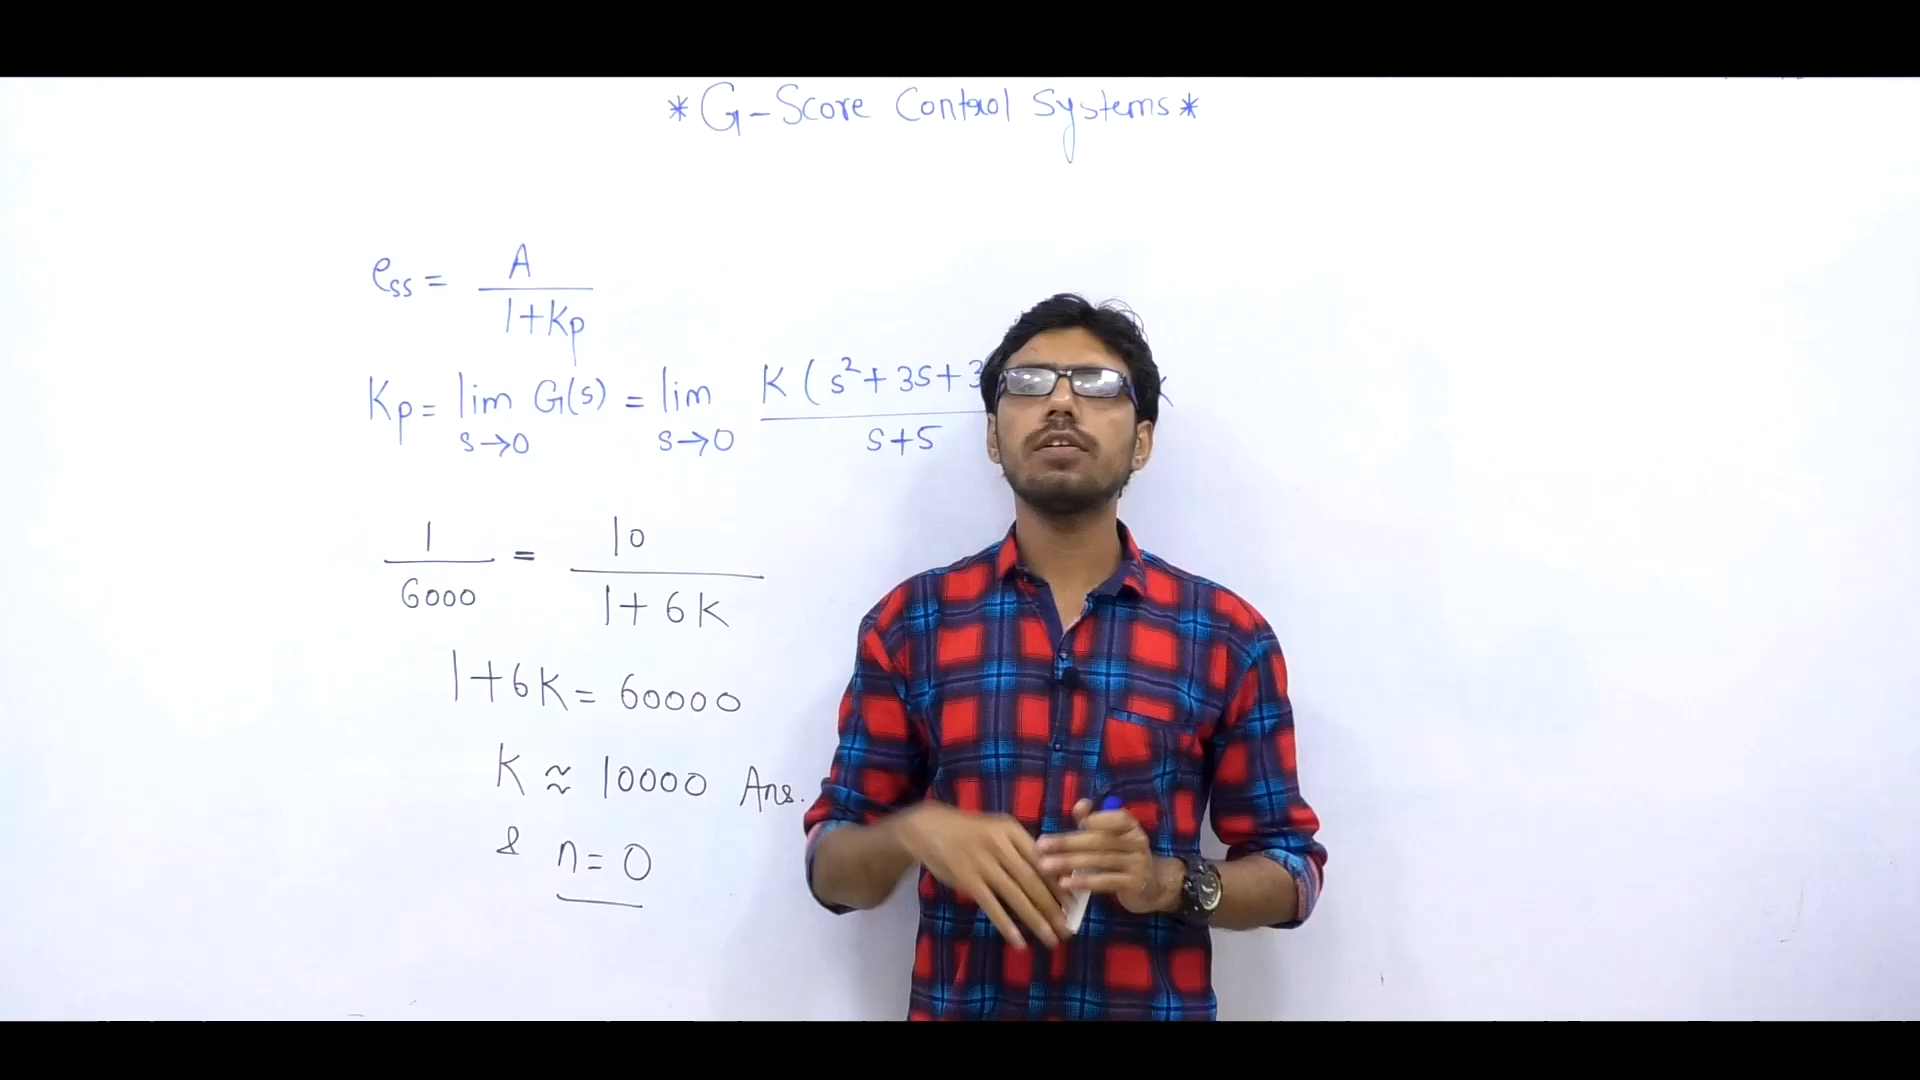 * G-Score Control Systems *
ess = A / 1+Kp
Kp = lim s→0 G(s) = lim s→0 K(s²+3s+3 / s+5 K
1 / 6000 = 10 / 1+6K
1+6K = 60000
K ≈ 10000 Ans.
& n=0